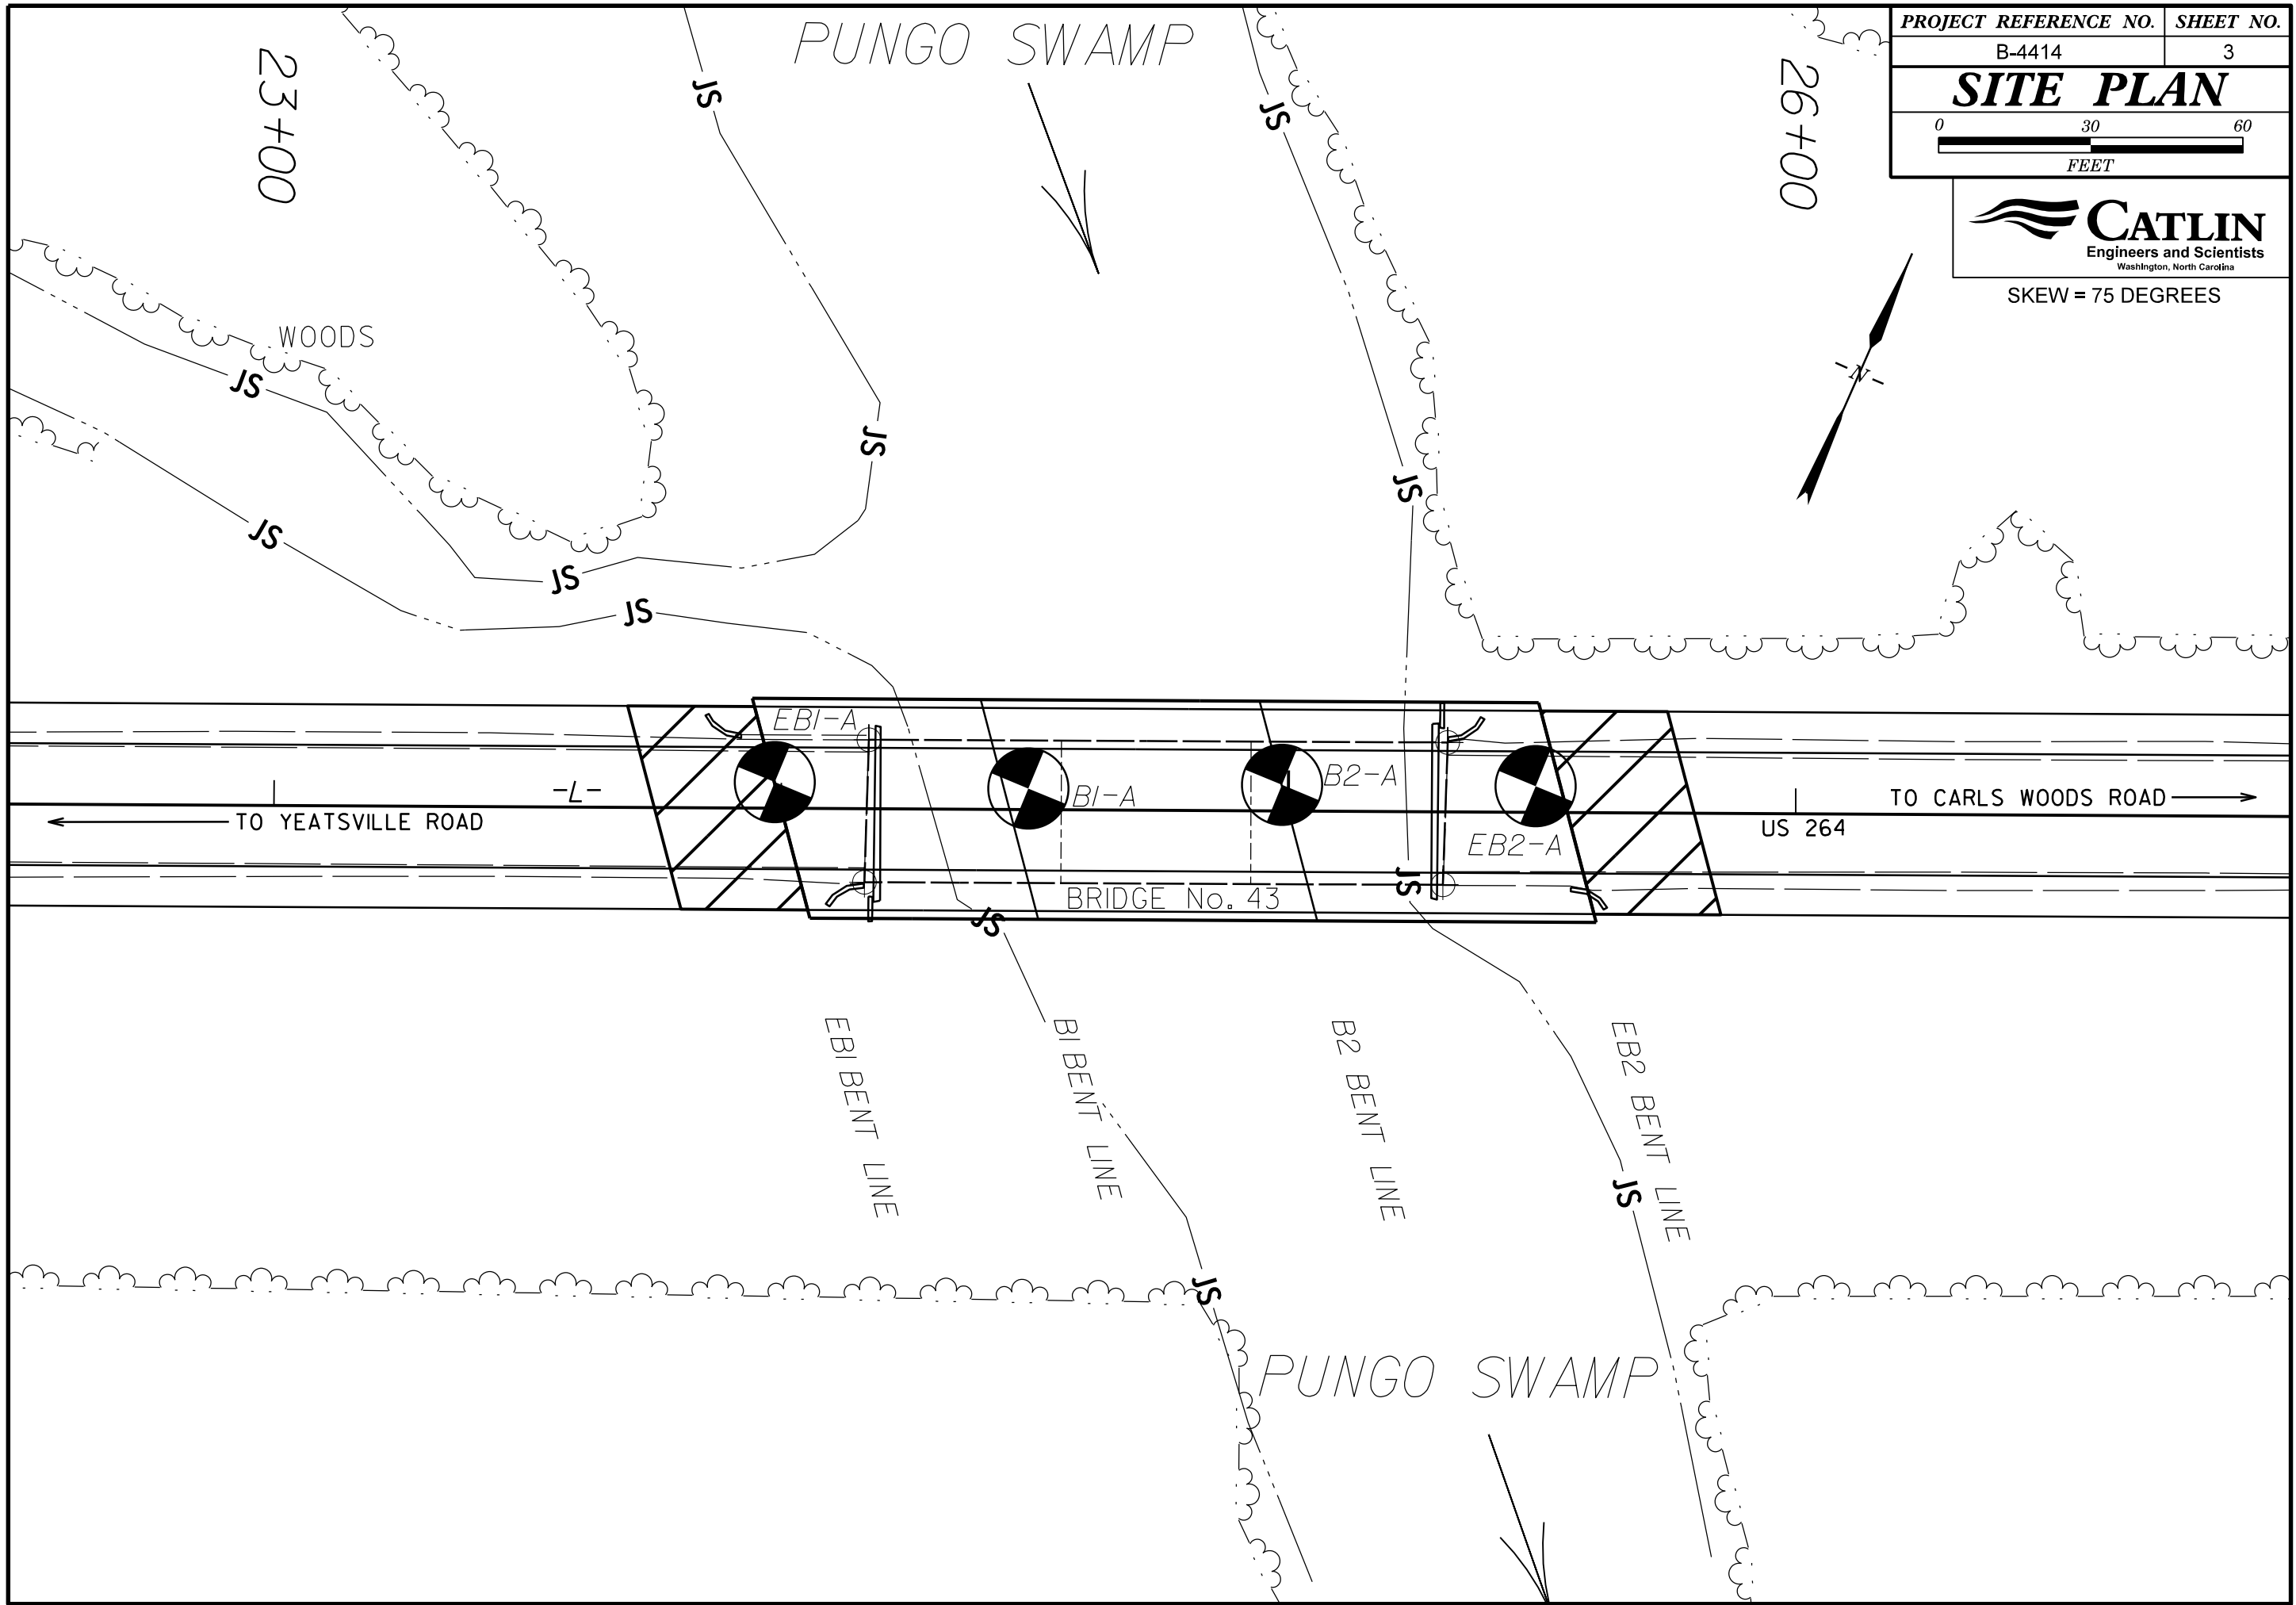 PUNGO SWAMP
PROJECT REFERENCE NO. SHEET NO.
B-4414 3
SITE PLAN
0 30 60
FEET
CATLIN
Engineers and Scientists
Washington, North Carolina
SKEW = 75 DEGREES
23+00
26+00
JS
JS
N
WOODS
JS
JS
JS
JS
JS
JS
EB1-A
B1-A
B2-A
EB2-A
-L-
TO YEATSVILLE ROAD
TO CARLS WOODS ROAD
US 264
BRIDGE No. 43
JS
JS
EB1 BENT LINE
B1 BENT LINE
B2 BENT LINE
EB2 BENT LINE
JS
JS
PUNGO SWAMP